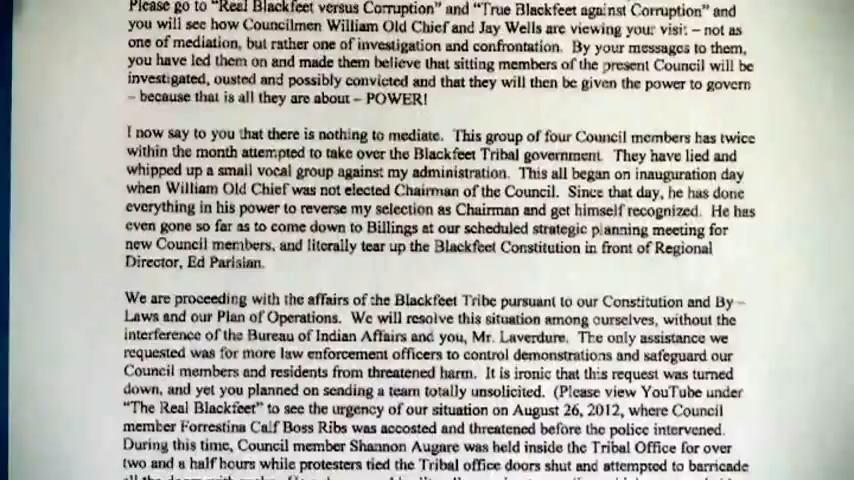 Please go to "Real Blackfeet versus Corruption" and "True Blackfeet against Corruption" and
you will see how Councilmen William Old Chief and Jay Wells are viewing your visit – not as
one of mediation, but rather one of investigation and confrontation. By your messages to them,
you have led them on and made them believe that sitting members of the present Council will be
investigated, ousted and possibly convicted and that they will then be given the power to govern
– because that is all they are about – POWER!
I now say to you that there is nothing to mediate. This group of four Council members has twice
within the month attempted to take over the Blackfeet Tribal government. They have lied and
whipped up a small vocal group against my administration. This all began on inauguration day
when William Old Chief was not elected Chairman of the Council. Since that day, he has done
everything in his power to reverse my selection as Chairman and get himself recognized. He has
even gone so far as to come down to Billings at our scheduled strategic planning meeting for
new Council members, and literally tear up the Blackfeet Constitution in front of Regional
Director, Ed Parisian.
We are proceeding with the affairs of the Blackfeet Tribe pursuant to our Constitution and By –
Laws and our Plan of Operations. We will resolve this situation among ourselves, without the
interference of the Bureau of Indian Affairs and you, Mr. Laverdure. The only assistance we
requested was for more law enforcement officers to control demonstrations and safeguard our
Council members and residents from threatened harm. It is ironic that this request was turned
down, and yet you planned on sending a team totally unsolicited. (Please view YouTube under
"The Real Blackfeet" to see the urgency of our situation on August 26, 2012, where Council
member Forrestina Calf Boss Ribs was accosted and threatened before the police intervened.
During this time, Council member Shannon Augare was held inside the Tribal Office for over
two and a half hours while protesters tied the Tribal office doors shut and attempted to barricade